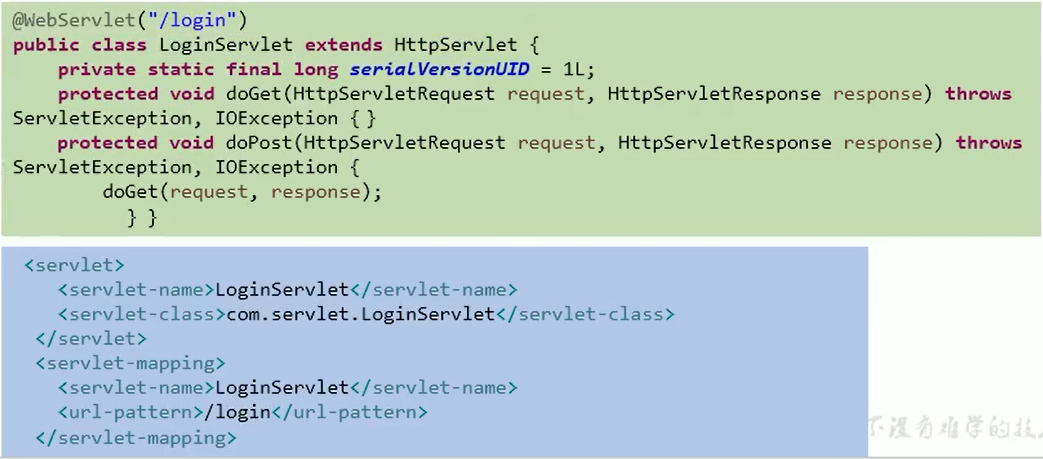 @WebServlet("/login")
public class LoginServlet extends HttpServlet {
private static final long serialVersionUID = 1L;
protected void doGet(HttpServletRequest request, HttpServletResponse response) throws
ServletException, IOException { }
protected void doPost(HttpServletRequest request, HttpServletResponse response) throws
ServletException, IOException {
doGet(request, response);
} }
<servlet>
<servlet-name>LoginServlet</servlet-name>
<servlet-class>com.servlet.LoginServlet</servlet-class>
</servlet>
<servlet-mapping>
<servlet-name>LoginServlet</servlet-name>
<url-pattern>/login</url-pattern>
</servlet-mapping>
下没有难学的技